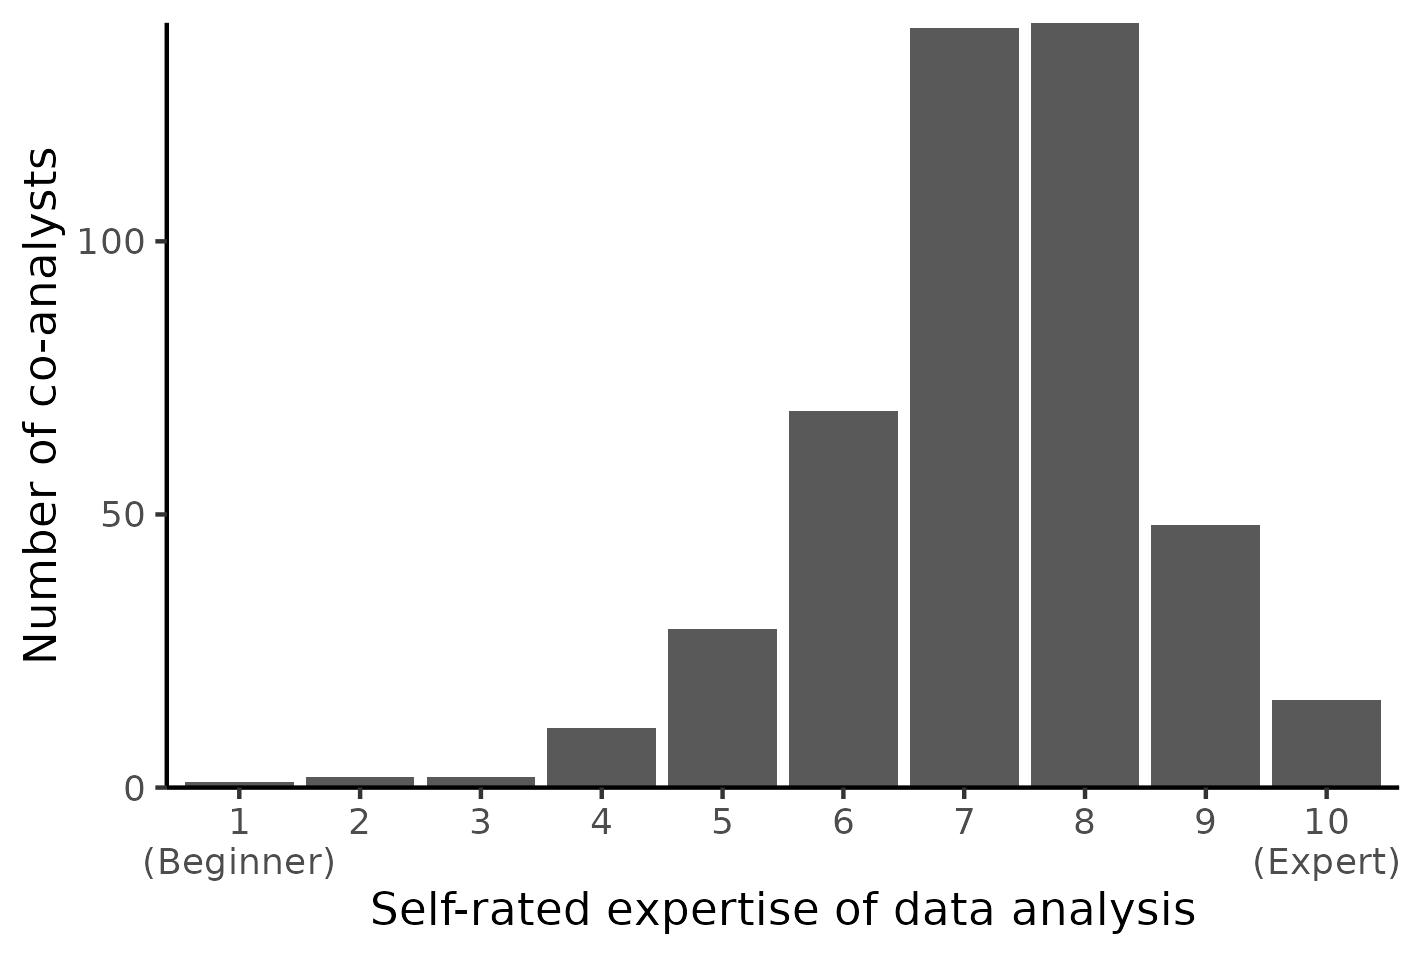 Number of co-analysts
100
50
0
1 2 3 4 5 6 7 8 9 10
(Beginner) (Expert)
Self-rated expertise of data analysis